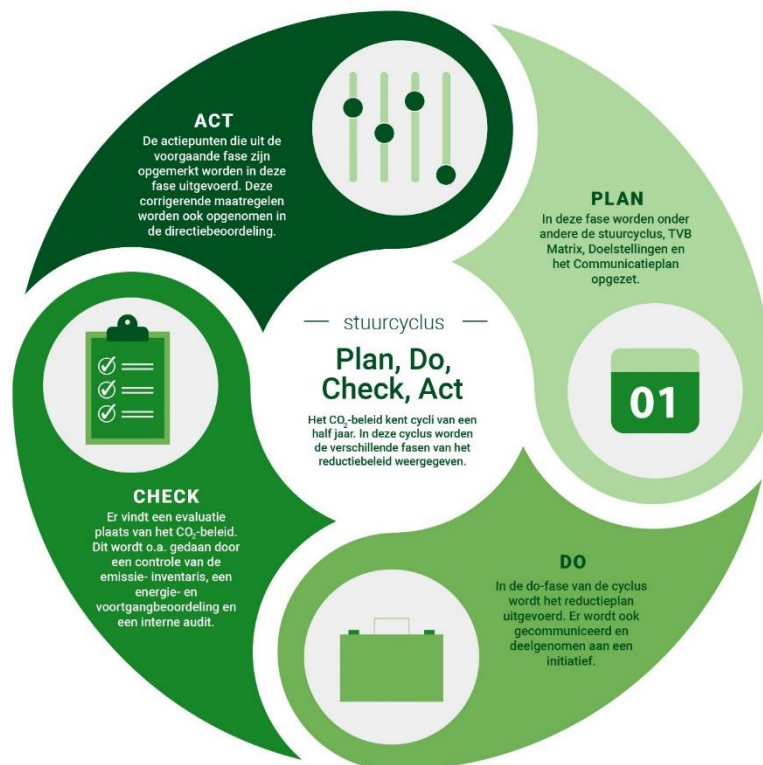 ACT
De actiepunten die uit de
voorgaande fase zijn
opgemerkt worden in deze
fase uitgevoerd. Deze
corrigerende maatregelen
worden ook opgenomen in
de directiebeoordeling.
PLAN
In deze fase worden onder
andere de stuurcyclus, TVB
Matrix, Doelstellingen en
het Communicatieplan
opgezet.
01
stuurcyclus
Plan, Do,
Check, Act
Het CO₂-beleid kent cycli van een
half jaar. In deze cyclus worden
de verschillende fasen van het
reductiebeleid weergegeven.
CHECK
Er vindt een evaluatie
plaats van het CO₂-beleid.
Dit wordt o.a. gedaan door
een controle van de
emissie- inventaris, een
energie- en
voortgangbeoordeling en
een interne audit.
DO
In de do-fase van de cyclus
wordt het reductieplan
uitgevoerd. Er wordt ook
gecommuniceerd en
deelgenomen aan een
initiatief.